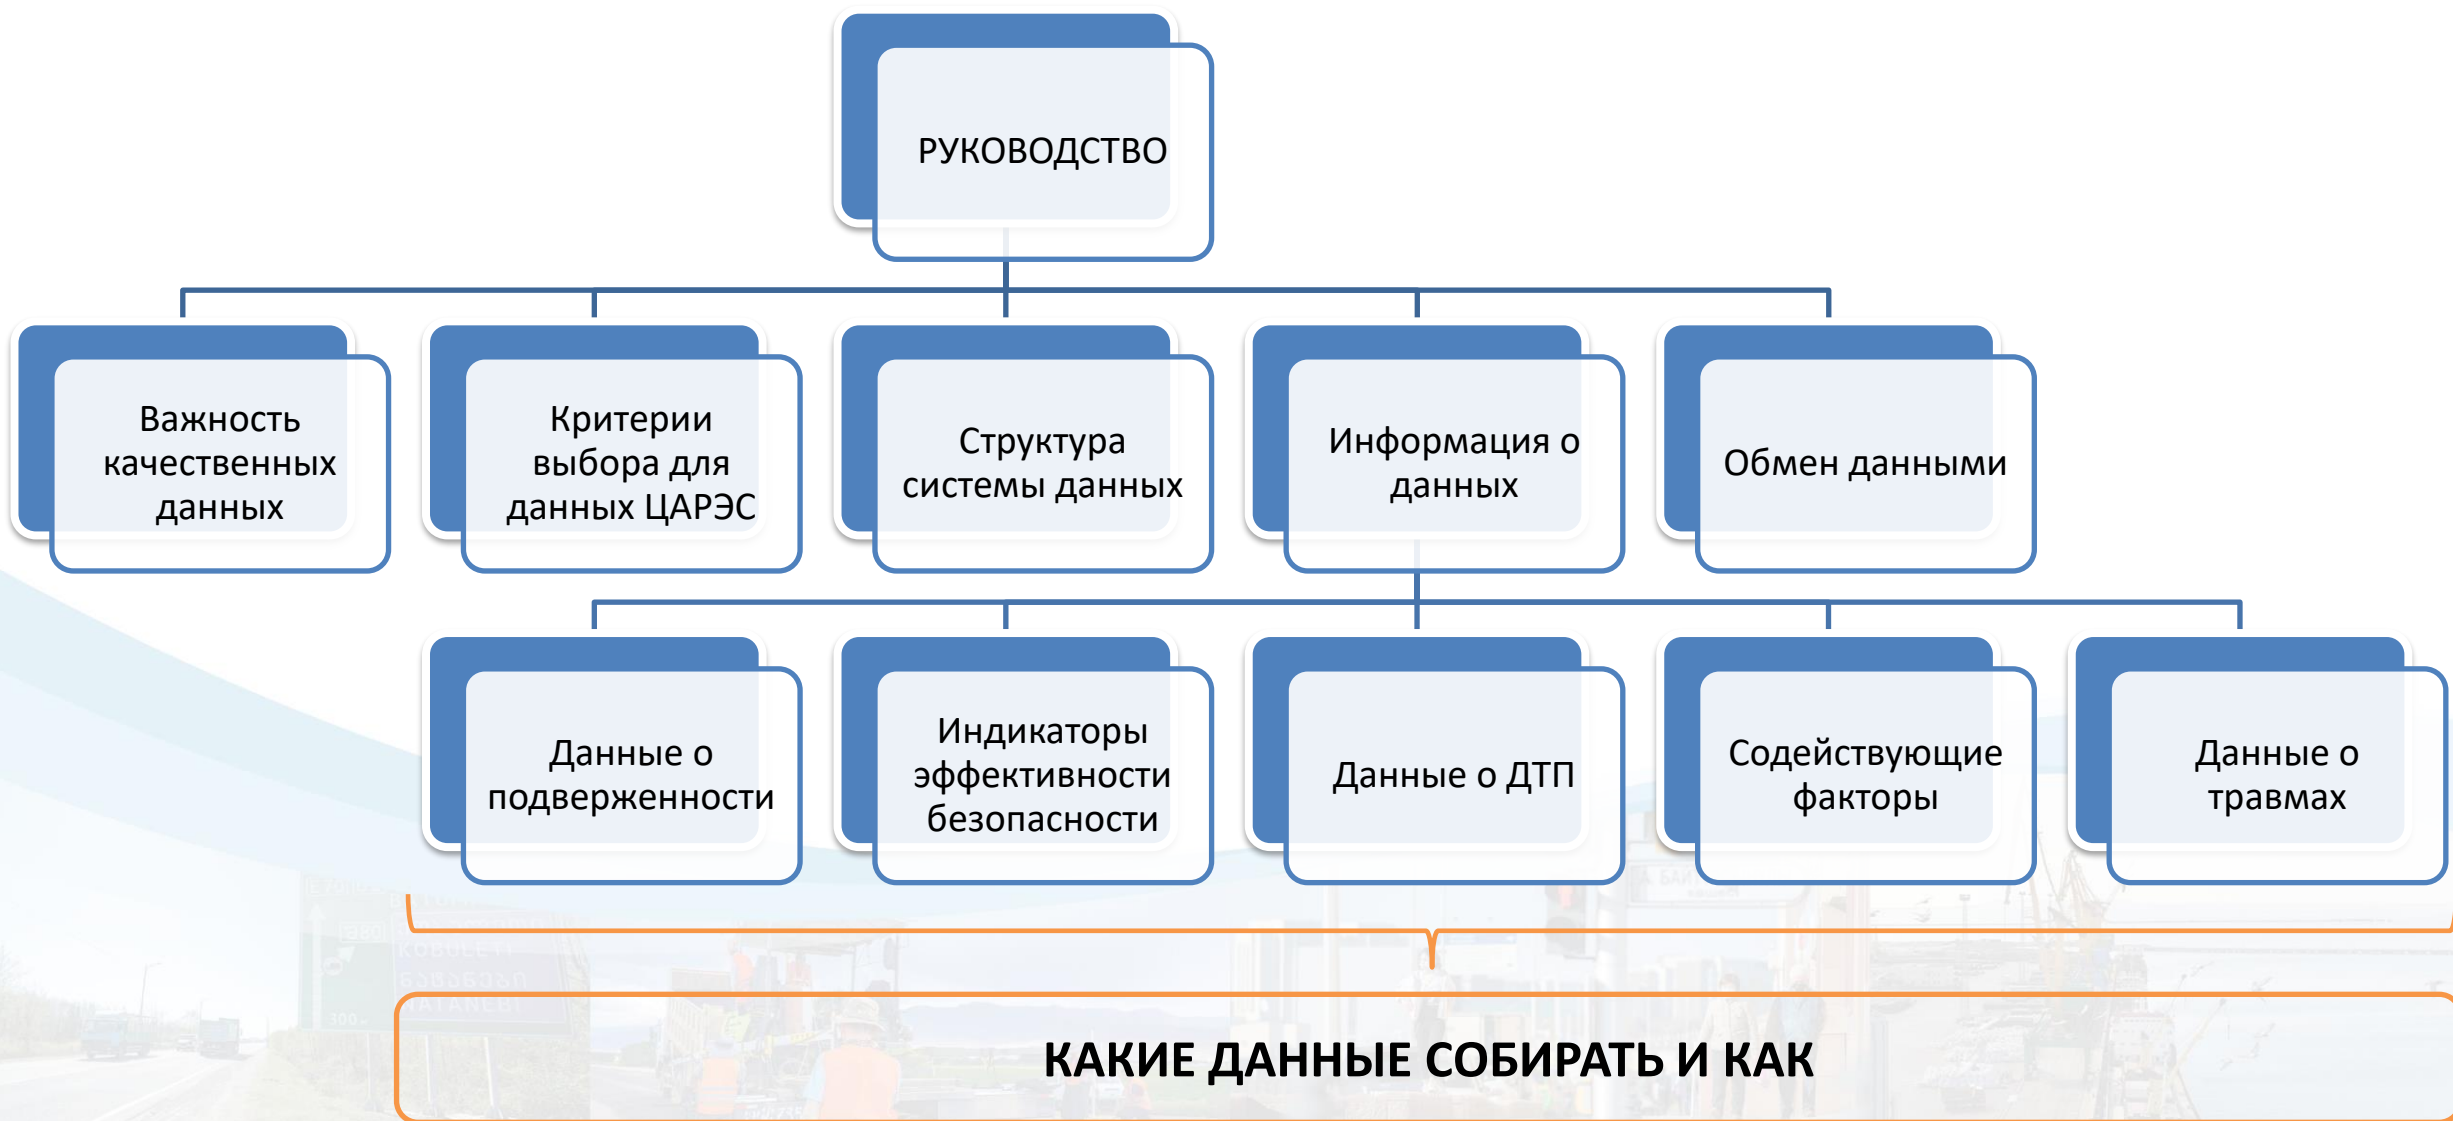 РУКОВОДСТВО
Важность
качественных
данных
Критерии
выбора для
данных ЦАРЭС
Структура
системы данных
Информация о
данных
Обмен данными
Данные о
подверженности
Индикаторы
эффективности
безопасности
Данные о ДТП
Содействующие
факторы
Данные о
травмах
КАКИЕ ДАННЫЕ СОБИРАТЬ И КАК